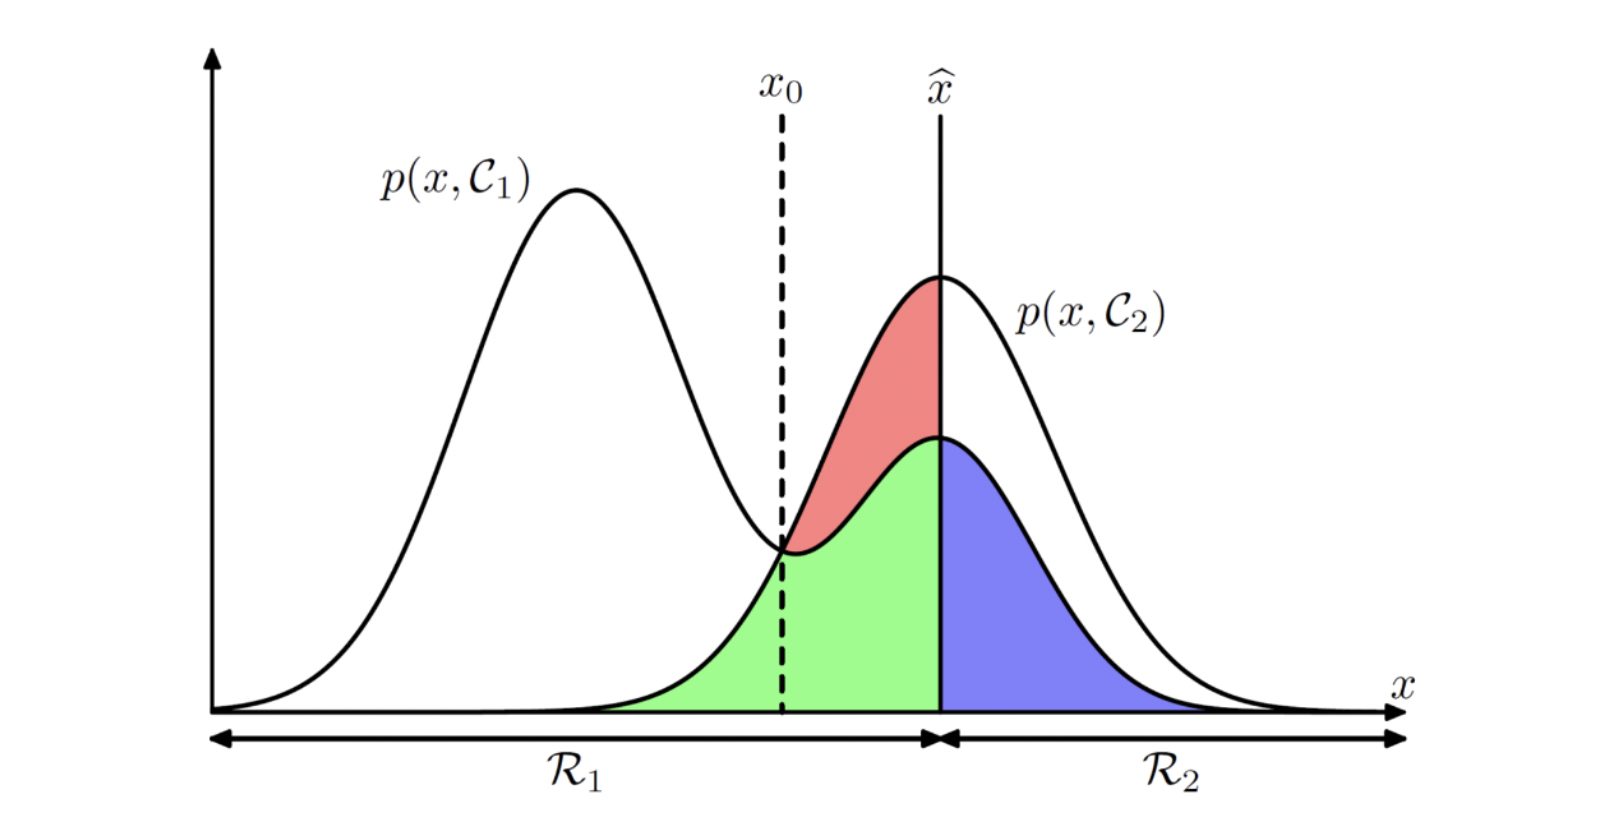 x₀
x̂
p(x, 𝒞₁)
p(x, 𝒞₂)
x
ℛ₁
ℛ₂